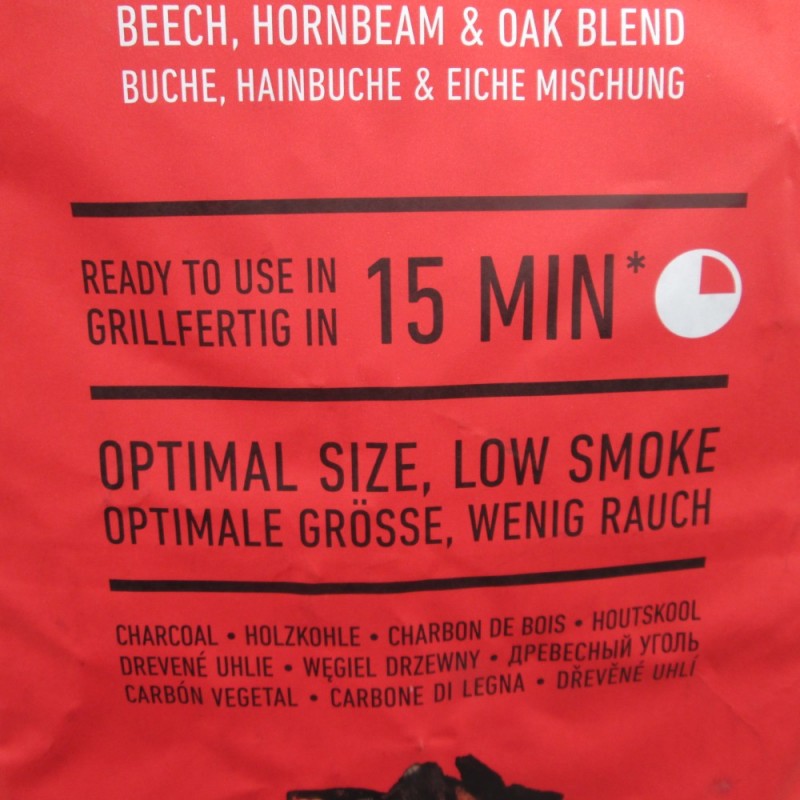 BEECH, HORNBEAM & OAK BLEND
BUCHE, HAINBUCHE & EICHE MISCHUNG
READY TO USE IN
GRILLFERTIG IN
15 MIN*
OPTIMAL SIZE, LOW SMOKE
OPTIMALE GRÖSSE, WENIG RAUCH
CHARCOAL • HOLZKOHLE • CHARBON DE BOIS • HOUTSKOOL
DREVENÉ UHLIE • WĘGIEL DRZEWNY • ДРЕВЕСНЫЙ УГОЛЬ
CARBÓN VEGETAL • CARBONE DI LEGNA • DŘEVĚNÉ UHLÍ